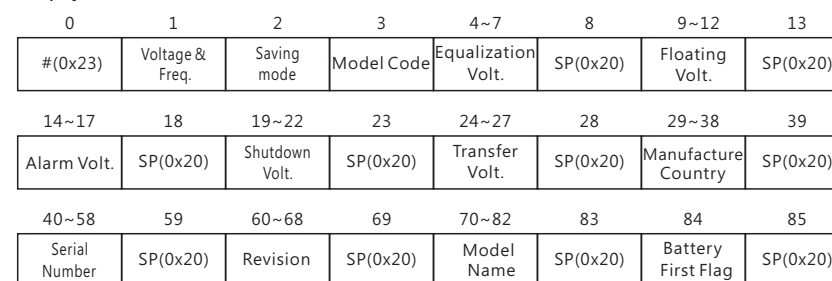 0 1 2 3 4~7 8 9~12 13
#(0x23) Voltage & Freq. Saving mode Model Code Equalization Volt. SP(0x20) Floating Volt. SP(0x20)
14~17 18 19~22 23 24~27 28 29~38 39
Alarm Volt. SP(0x20) Shutdown Volt. SP(0x20) Transfer Volt. SP(0x20) Manufacture Country SP(0x20)
40~58 59 60~68 69 70~82 83 84 85
Serial Number SP(0x20) Revision SP(0x20) Model Name SP(0x20) Battery First Flag SP(0x20)